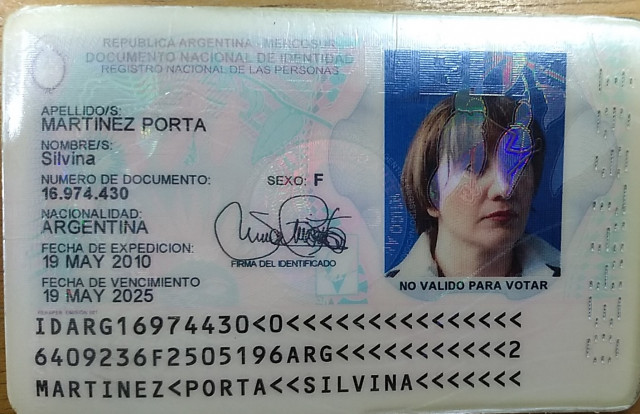 REPUBLICA ARGENTINA - MERCOSUR
DOCUMENTO NACIONAL DE IDENTIDAD
REGISTRO NACIONAL DE LAS PERSONAS
APELLIDO/S:
MARTINEZ PORTA
NOMBRE/S:
Silvina
NUMERO DE DOCUMENTO:
16.974.430
SEXO: F
NACIONALIDAD:
ARGENTINA
FECHA DE EXPEDICION:
19 MAY 2010
FIRMA DEL IDENTIFICADO
FECHA DE VENCIMIENTO
19 MAY 2025
NO VALIDO PARA VOTAR
IDARG16974430<0<<<<<<<<<<<<<<<
6409236F2505196ARG<<<<<<<<<<<2
MARTINEZ<PORTA<<SILVINA<<<<<<<